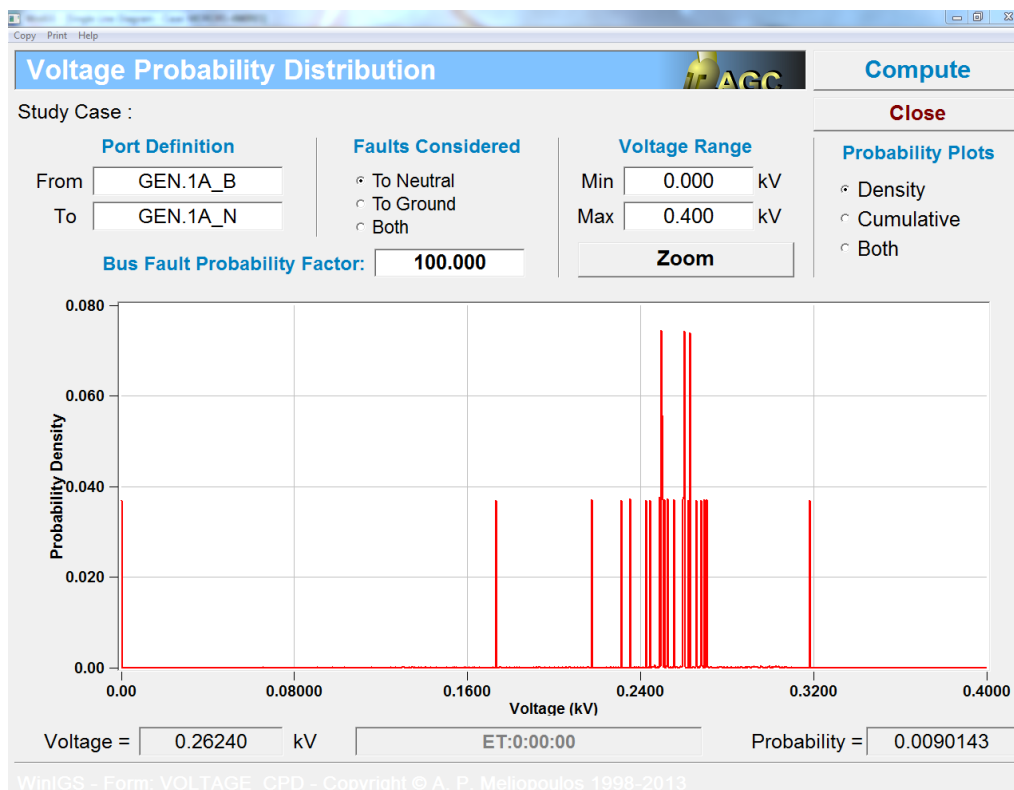 Copy Print Help
Voltage Probability Distribution
AGC
Compute
Study Case :
Close
Port Definition
Faults Considered
Voltage Range
Probability Plots
From GEN.1A_B
To Neutral
Min 0.000 kV
Density
To GEN.1A_N
To Ground
Max 0.400 kV
Cumulative
Both
Both
Bus Fault Probability Factor: 100.000
Zoom
0.080
0.060
0.040
0.020
0.00
Probability Density
0.00 0.08000 0.1600 0.2400 0.3200 0.4000
Voltage (kV)
Voltage = 0.26240 kV
ET:0:00:00
Probability = 0.0090143
WinIGS - Form: VOLTAGE_CPD - Copyright © A. P. Meliopoulos 1998-2013